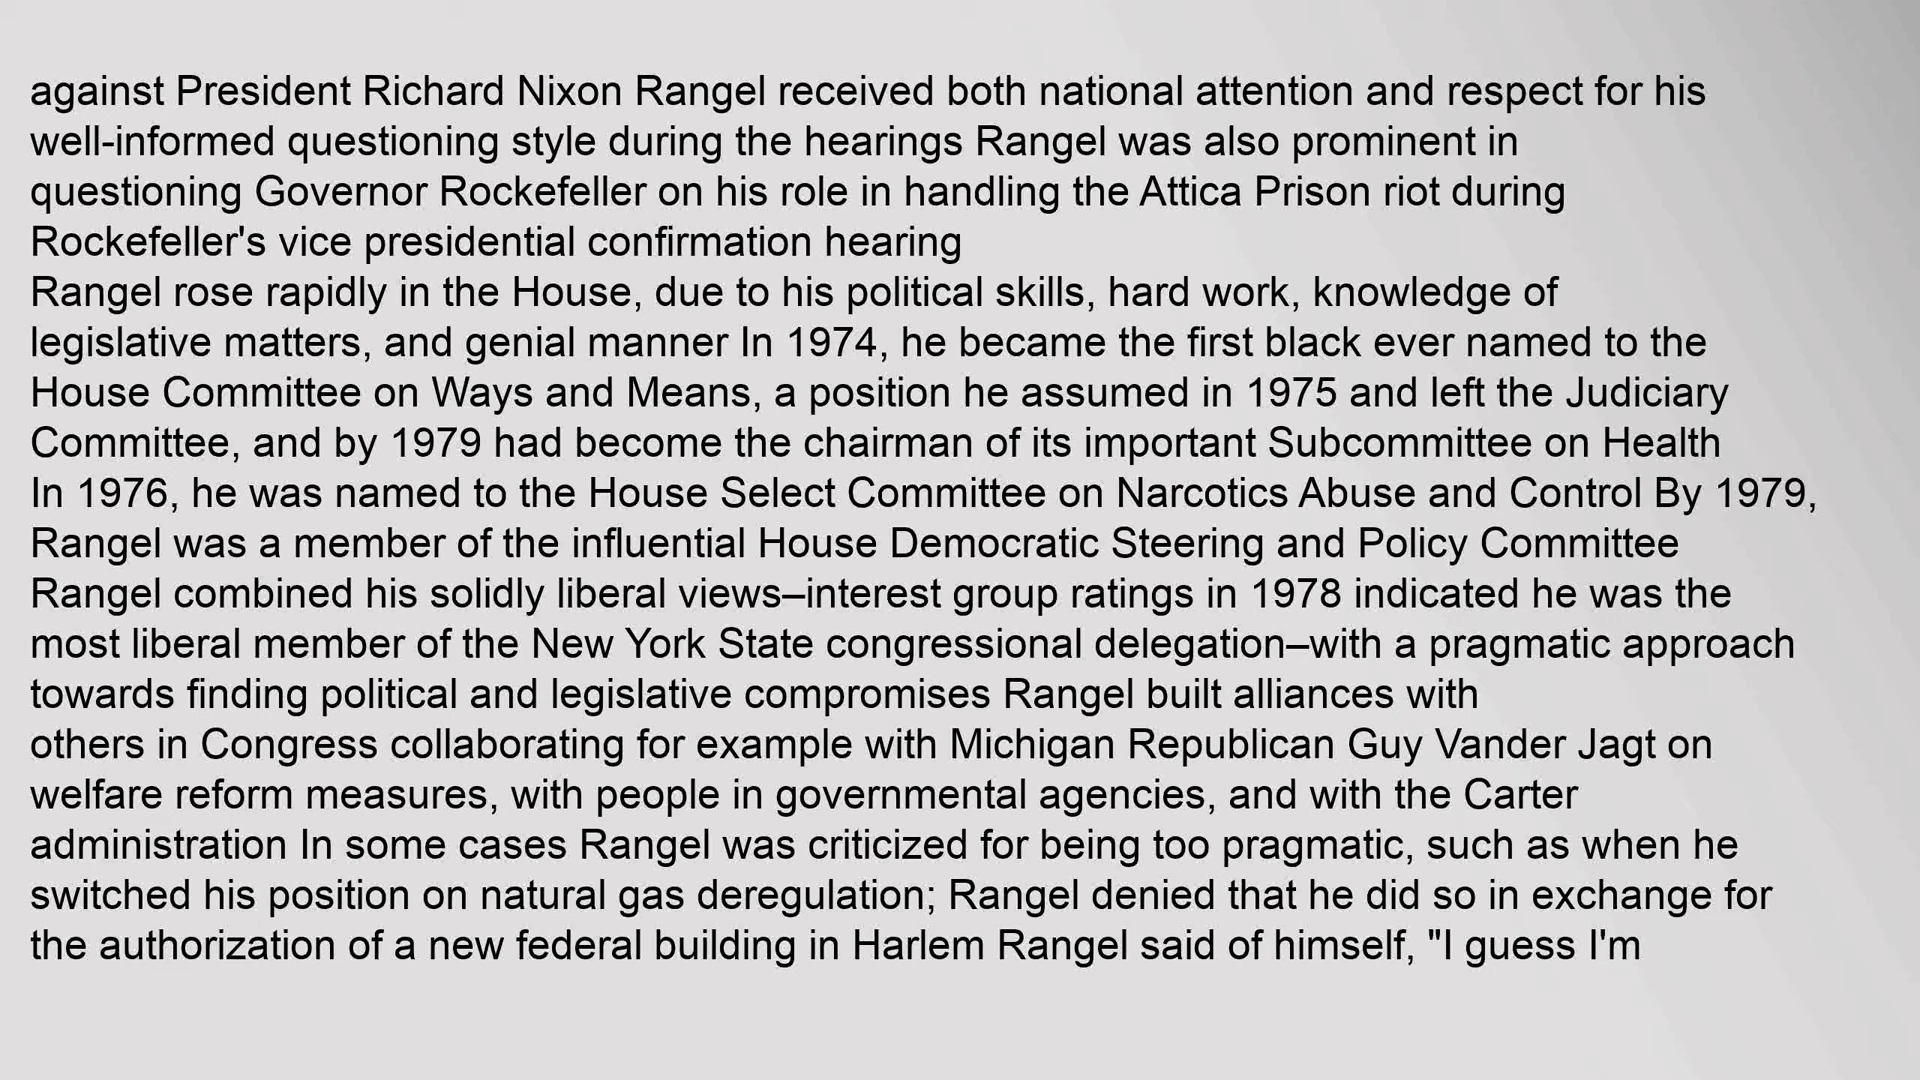 against President Richard Nixon Rangel received both national attention and respect for his
well-informed questioning style during the hearings Rangel was also prominent in
questioning Governor Rockefeller on his role in handling the Attica Prison riot during
Rockefeller's vice presidential confirmation hearing
Rangel rose rapidly in the House, due to his political skills, hard work, knowledge of
legislative matters, and genial manner In 1974, he became the first black ever named to the
House Committee on Ways and Means, a position he assumed in 1975 and left the Judiciary
Committee, and by 1979 had become the chairman of its important Subcommittee on Health
In 1976, he was named to the House Select Committee on Narcotics Abuse and Control By 1979,
Rangel was a member of the influential House Democratic Steering and Policy Committee
Rangel combined his solidly liberal views–interest group ratings in 1978 indicated he was the
most liberal member of the New York State congressional delegation–with a pragmatic approach
towards finding political and legislative compromises Rangel built alliances with
others in Congress collaborating for example with Michigan Republican Guy Vander Jagt on
welfare reform measures, with people in governmental agencies, and with the Carter
administration In some cases Rangel was criticized for being too pragmatic, such as when he
switched his position on natural gas deregulation; Rangel denied that he did so in exchange for
the authorization of a new federal building in Harlem Rangel said of himself, "I guess I'm